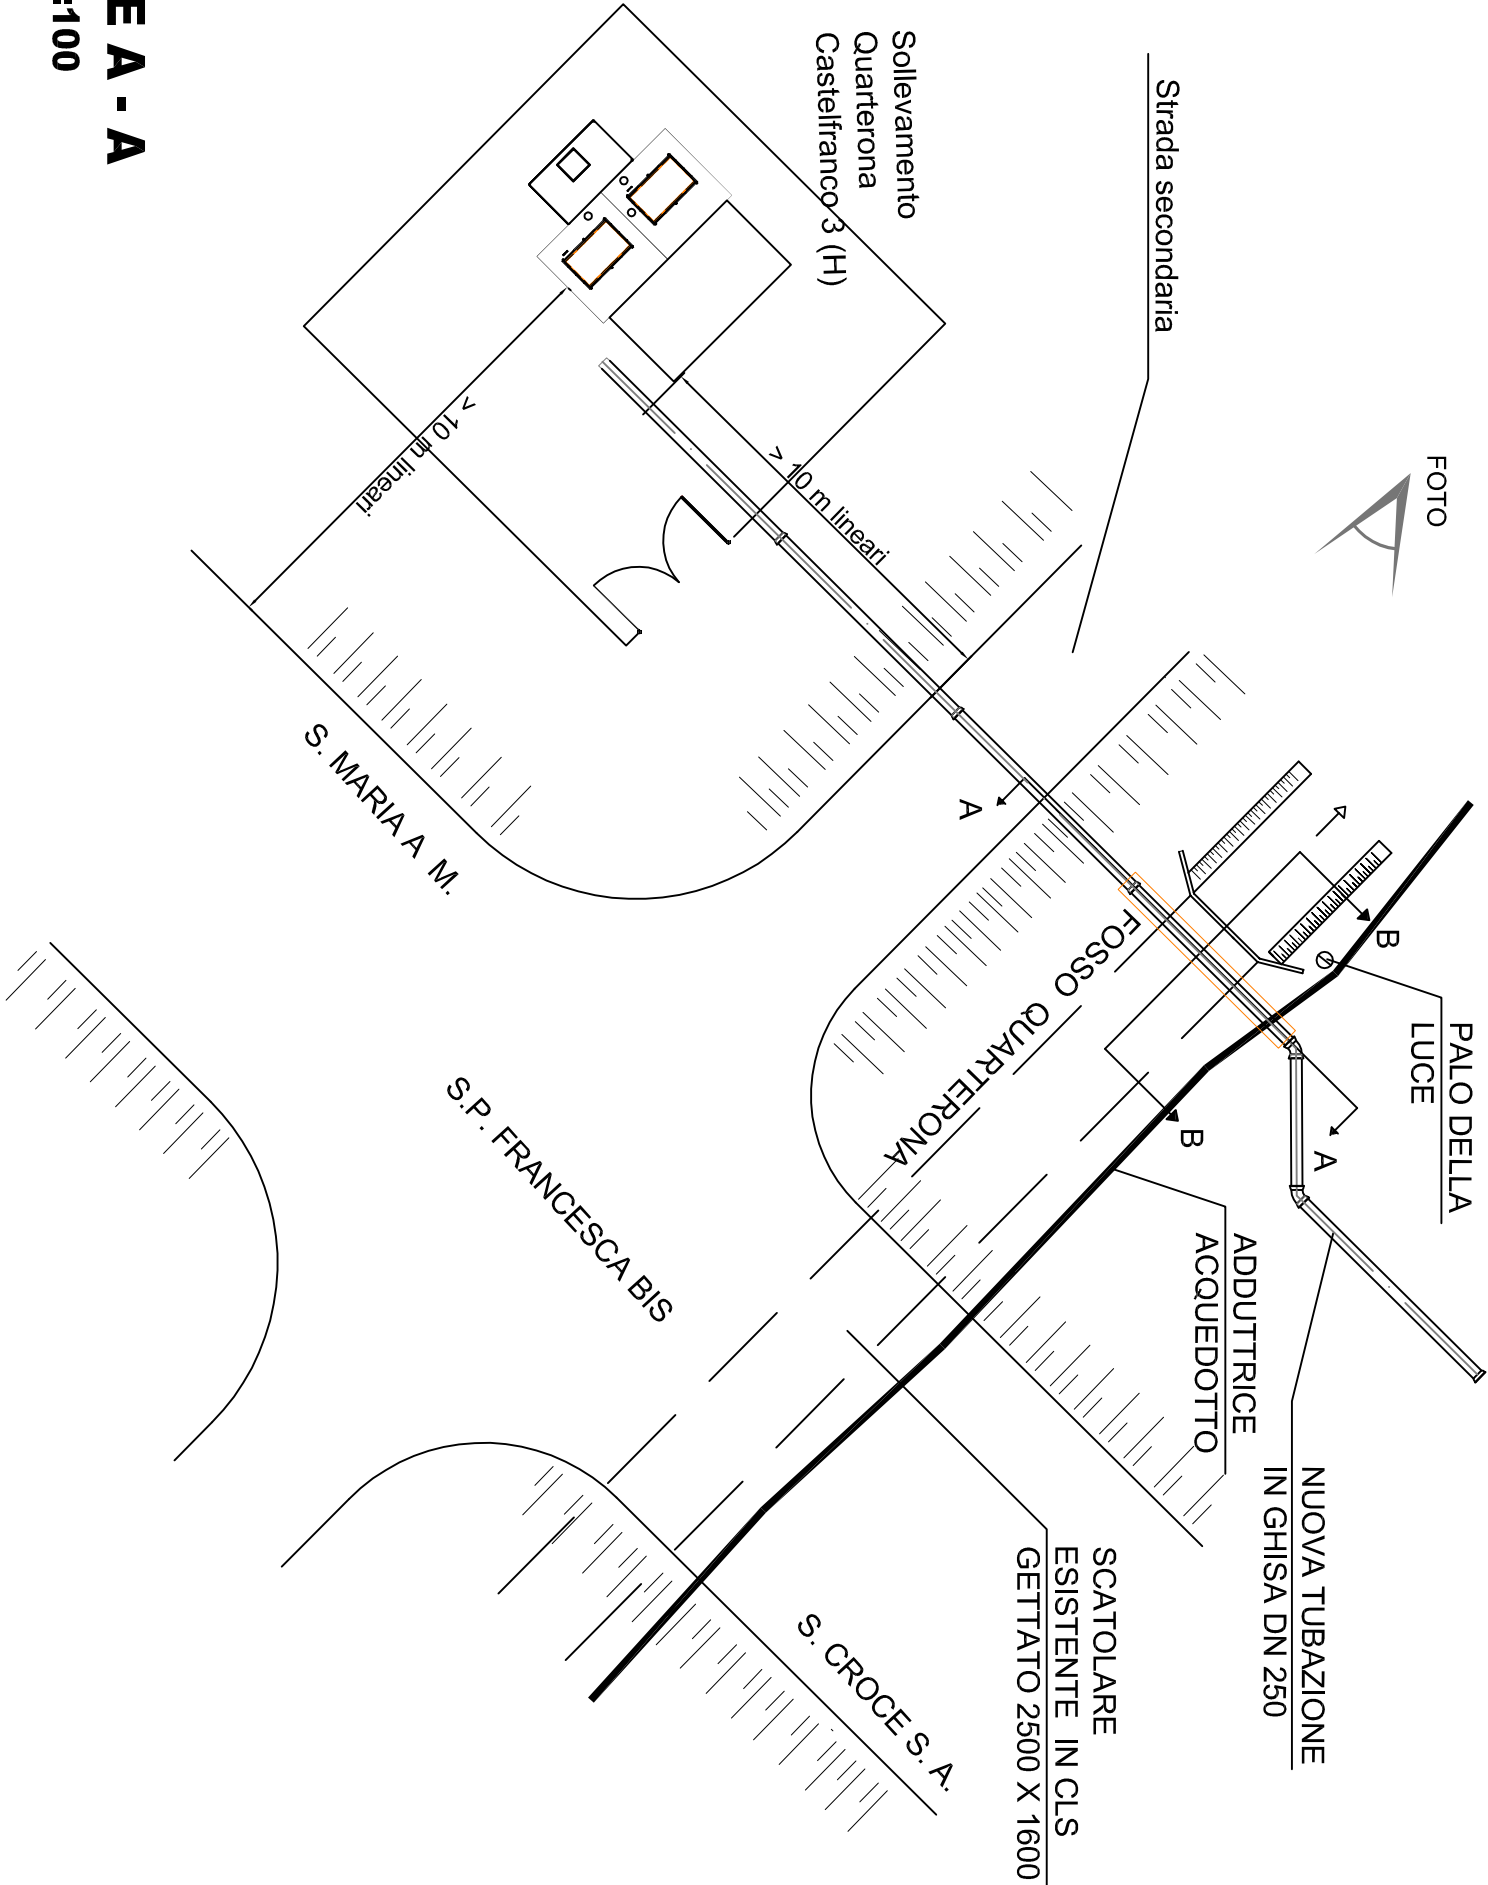 E A - A
:100
Sollevamento
Quarterona
Castelfranco 3 (H)
Strada secondaria
FOTO
> 10 m lineari
> 10 m lineari
S. MARIA A M.
A
B
FOSSO QUARTERONA
PALO DELLA
LUCE
B
A
ADDUTTRICE
ACQUEDOTTO
S.P. FRANCESCA BIS
NUOVA TUBAZIONE
IN GHISA DN 250
SCATOLARE
ESISTENTE IN CLS
GETTATO 2500 X 1600
S. CROCE S. A.